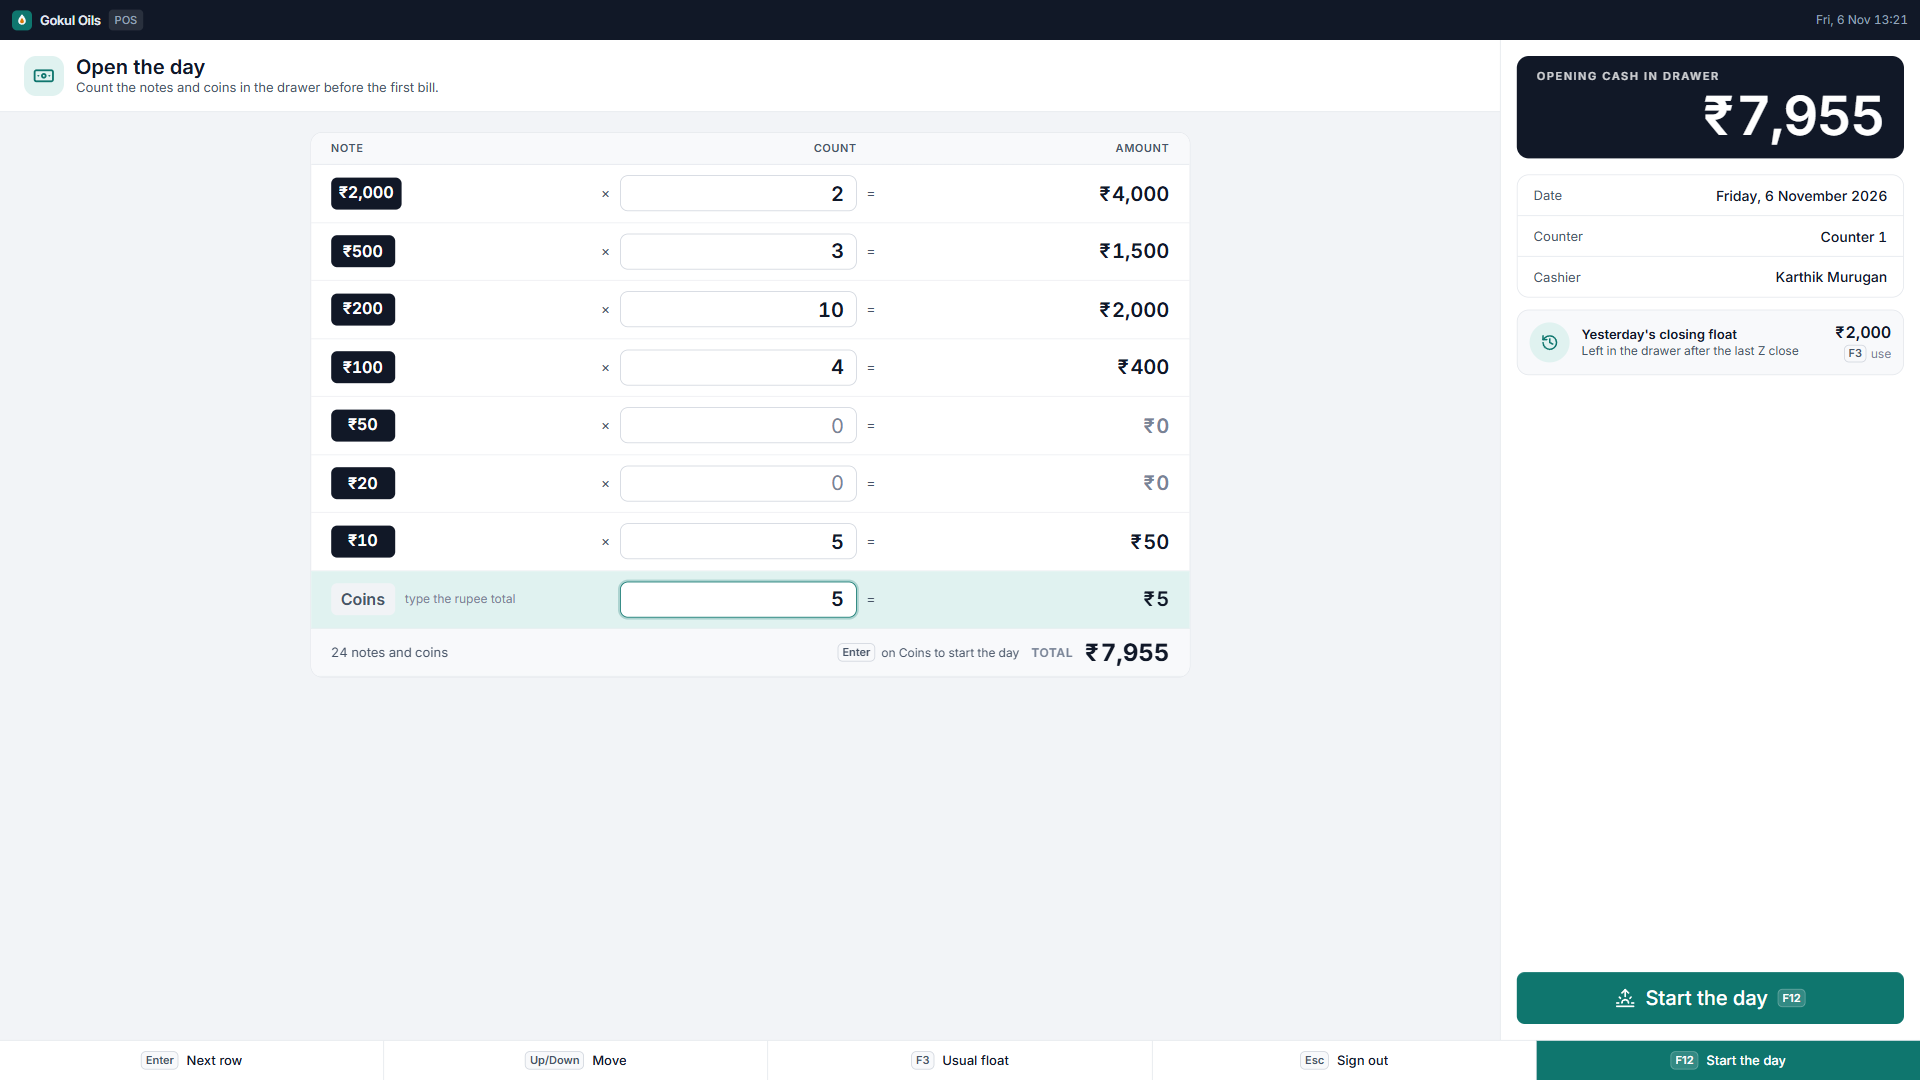 Gokul Oils POS
Fri, 6 Nov 13:21
Open the day
Count the notes and coins in the drawer before the first bill.
NOTE COUNT AMOUNT
₹2,000 × 2 = ₹4,000
₹500 × 3 = ₹1,500
₹200 × 10 = ₹2,000
₹100 × 4 = ₹400
₹50 × 0 = ₹0
₹20 × 0 = ₹0
₹10 × 5 = ₹50
Coins type the rupee total 5 = ₹5
24 notes and coins Enter on Coins to start the day TOTAL ₹7,955
OPENING CASH IN DRAWER
₹7,955
Date Friday, 6 November 2026
Counter Counter 1
Cashier Karthik Murugan
Yesterday's closing float ₹2,000
Left in the drawer after the last Z close F3 use
Start the day F12
Enter Next row
Up/Down Move
F3 Usual float
Esc Sign out
F12 Start the day